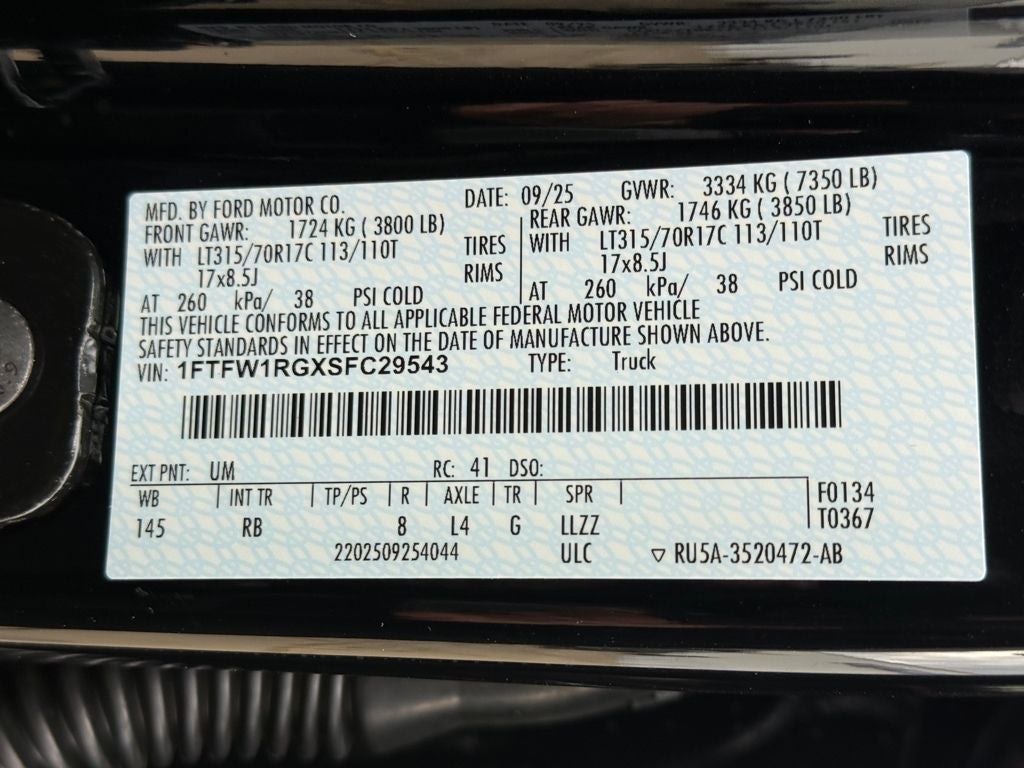 MFD. BY FORD MOTOR CO. DATE: 09/25 GVWR: 3334 KG ( 7350 LB)
FRONT GAWR: 1724 KG ( 3800 LB) REAR GAWR: 1746 KG ( 3850 LB)
WITH LT315/70R17C 113/110T TIRES WITH LT315/70R17C 113/110T TIRES
17x8.5J RIMS 17x8.5J RIMS
AT 260 kPa/ 38 PSI COLD AT 260 kPa/ 38 PSI COLD
THIS VEHICLE CONFORMS TO ALL APPLICABLE FEDERAL MOTOR VEHICLE
SAFETY STANDARDS IN EFFECT ON THE DATE OF MANUFACTURE SHOWN ABOVE.
VIN: 1FTFW1RGXSFC29543 TYPE: Truck
EXT PNT: UM RC: 41 DSO:
WB INT TR TP/PS R AXLE TR SPR F0134
145 RB 8 L4 G LLZZ T0367
2202509254044 ULC ▽ RU5A-3520472-AB